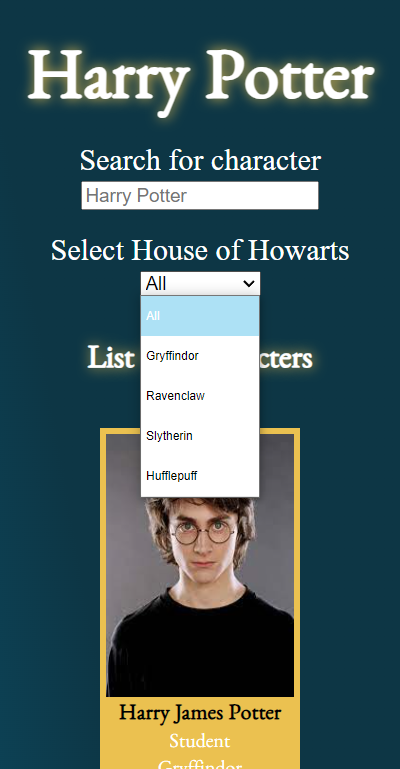 Harry Potter
Search for character
Harry Potter
Select House of Howarts
All
All
Gryffindor
Ravenclaw
Slytherin
Hufflepuff
List cters
Harry James Potter
Student
Gryffindor